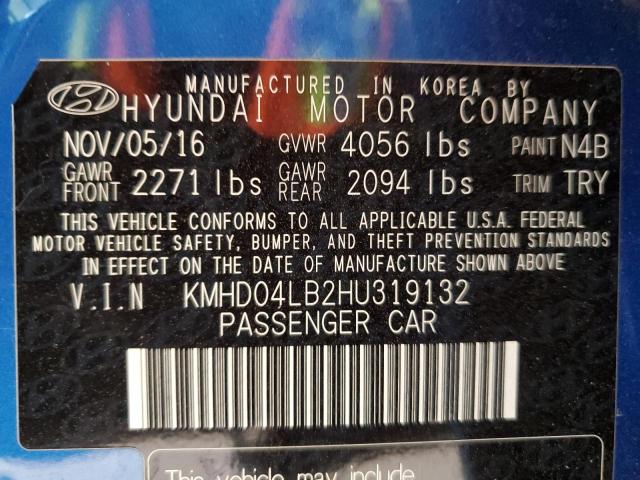 MANUFACTURED IN KOREA BY
HYUNDAI MOTOR COMPANY
NOV/05/16 GVWR 4056 lbs PAINT N4B
GAWR FRONT 2271 lbs GAWR REAR 2094 lbs TRIM TRY
THIS VEHICLE CONFORMS TO ALL APPLICABLE U.S.A. FEDERAL
MOTOR VEHICLE SAFETY, BUMPER, AND THEFT PREVENTION STANDARDS
IN EFFECT ON THE DATE OF MANUFACTURE SHOWN ABOVE
V.I.N KMHD04LB2HU319132
PASSENGER CAR
This vehicle may include